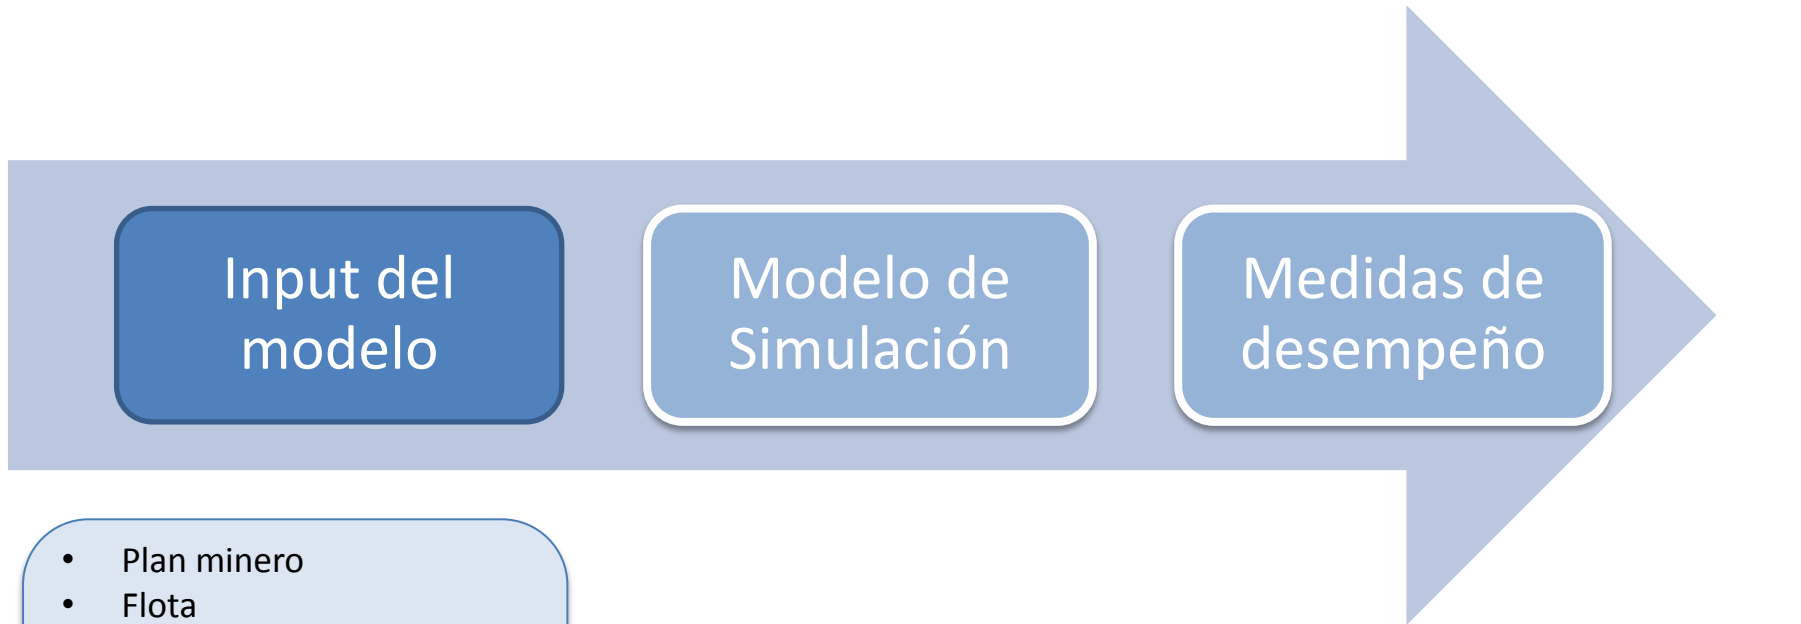 Input del
modelo
Modelo de
Simulación
Medidas de
desempeño
• Plan minero
• Flota